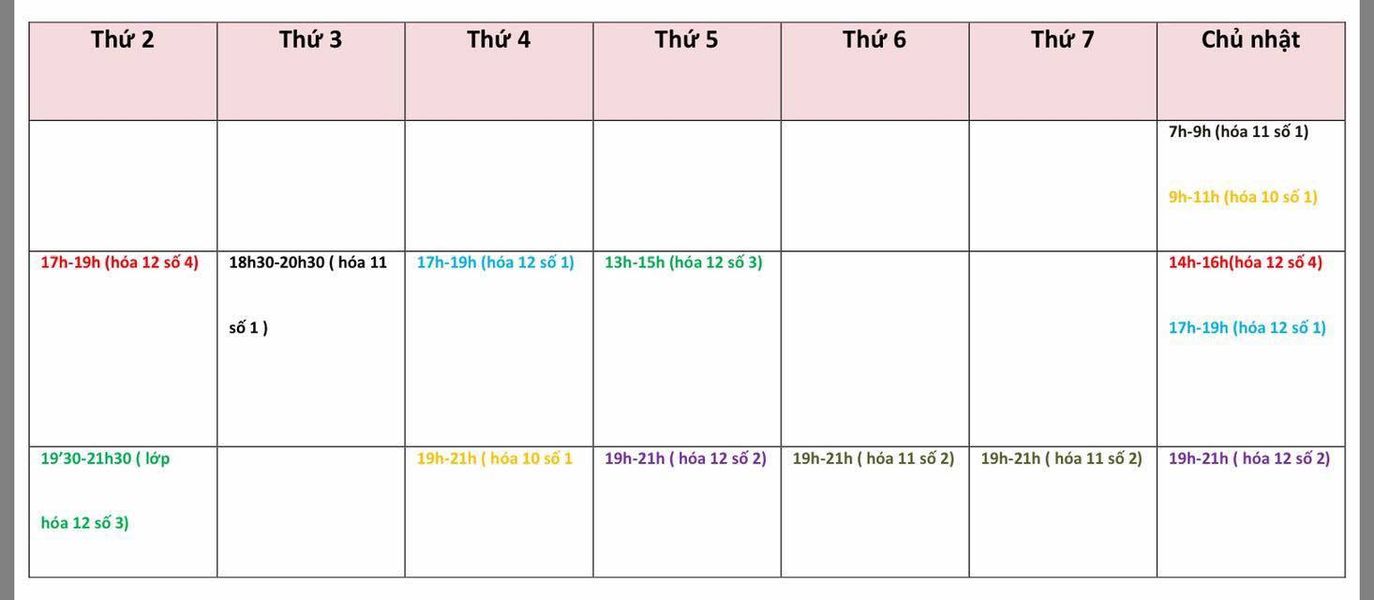 Thứ 2 Thứ 3 Thứ 4 Thứ 5 Thứ 6 Thứ 7 Chủ nhật
7h-9h (hóa 11 số 1)
9h-11h (hóa 10 số 1)
17h-19h (hóa 12 số 4) 18h30-20h30 ( hóa 11 17h-19h (hóa 12 số 1) 13h-15h (hóa 12 số 3) 14h-16h(hóa 12 số 4)
số 1 ) 17h-19h (hóa 12 số 1)
19’30-21h30 ( lớp 19h-21h ( hóa 10 số 1 19h-21h ( hóa 12 số 2) 19h-21h ( hóa 11 số 2) 19h-21h ( hóa 11 số 2) 19h-21h ( hóa 12 số 2)
hóa 12 số 3)